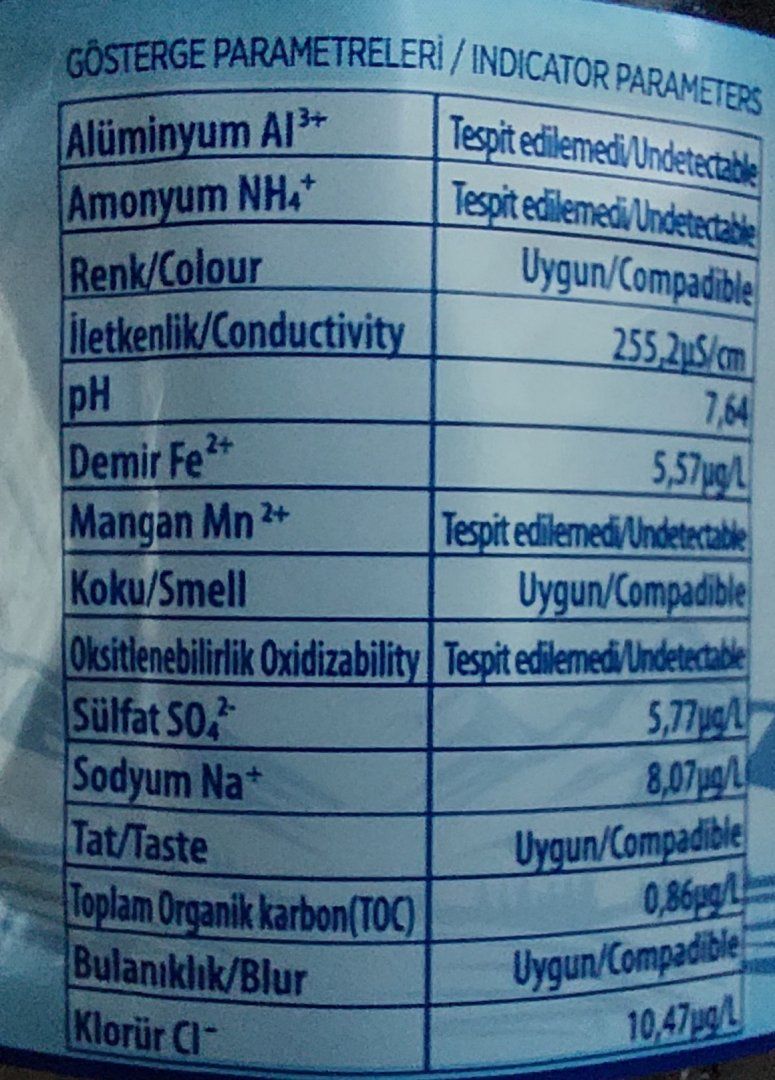 GÖSTERGE PARAMETRELERİ / INDICATOR PARAMETERS
Alüminyum Al³⁺ Tespit edilemedi/Undetectable
Amonyum NH₄⁺ Tespit edilemedi/Undetectable
Renk/Colour Uygun/Compadible
İletkenlik/Conductivity 255,2µS/cm
pH 7,64
Demir Fe²⁺ 5,57µg/L
Mangan Mn ²⁺ Tespit edilemedi/Undetectable
Koku/Smell Uygun/Compadible
Oksitlenebilirlik Oxidizability Tespit edilemedi/Undetectable
Sülfat SO₄²⁻ 5,77µg/L
Sodyum Na⁺ 8,07µg/L
Tat/Taste Uygun/Compadible
Toplam Organik karbon(TOC) 0,86µg/L
Bulanıklık/Blur Uygun/Compadible
Klorür Cl⁻ 10,47µg/L